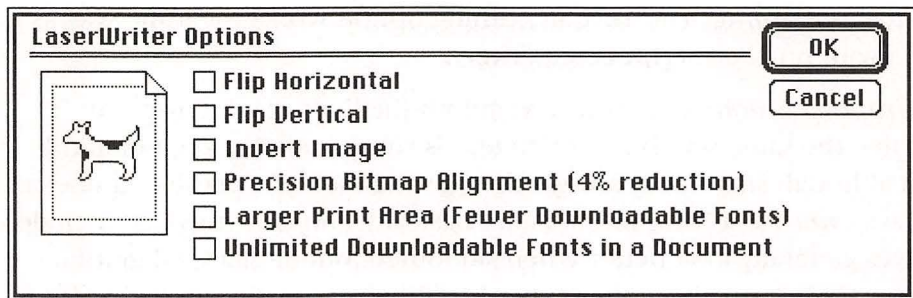 LaserWriter Options
OK
Cancel
Flip Horizontal
Flip Vertical
Invert Image
Precision Bitmap Alignment (4% reduction)
Larger Print Area (Fewer Downloadable Fonts)
Unlimited Downloadable Fonts in a Document